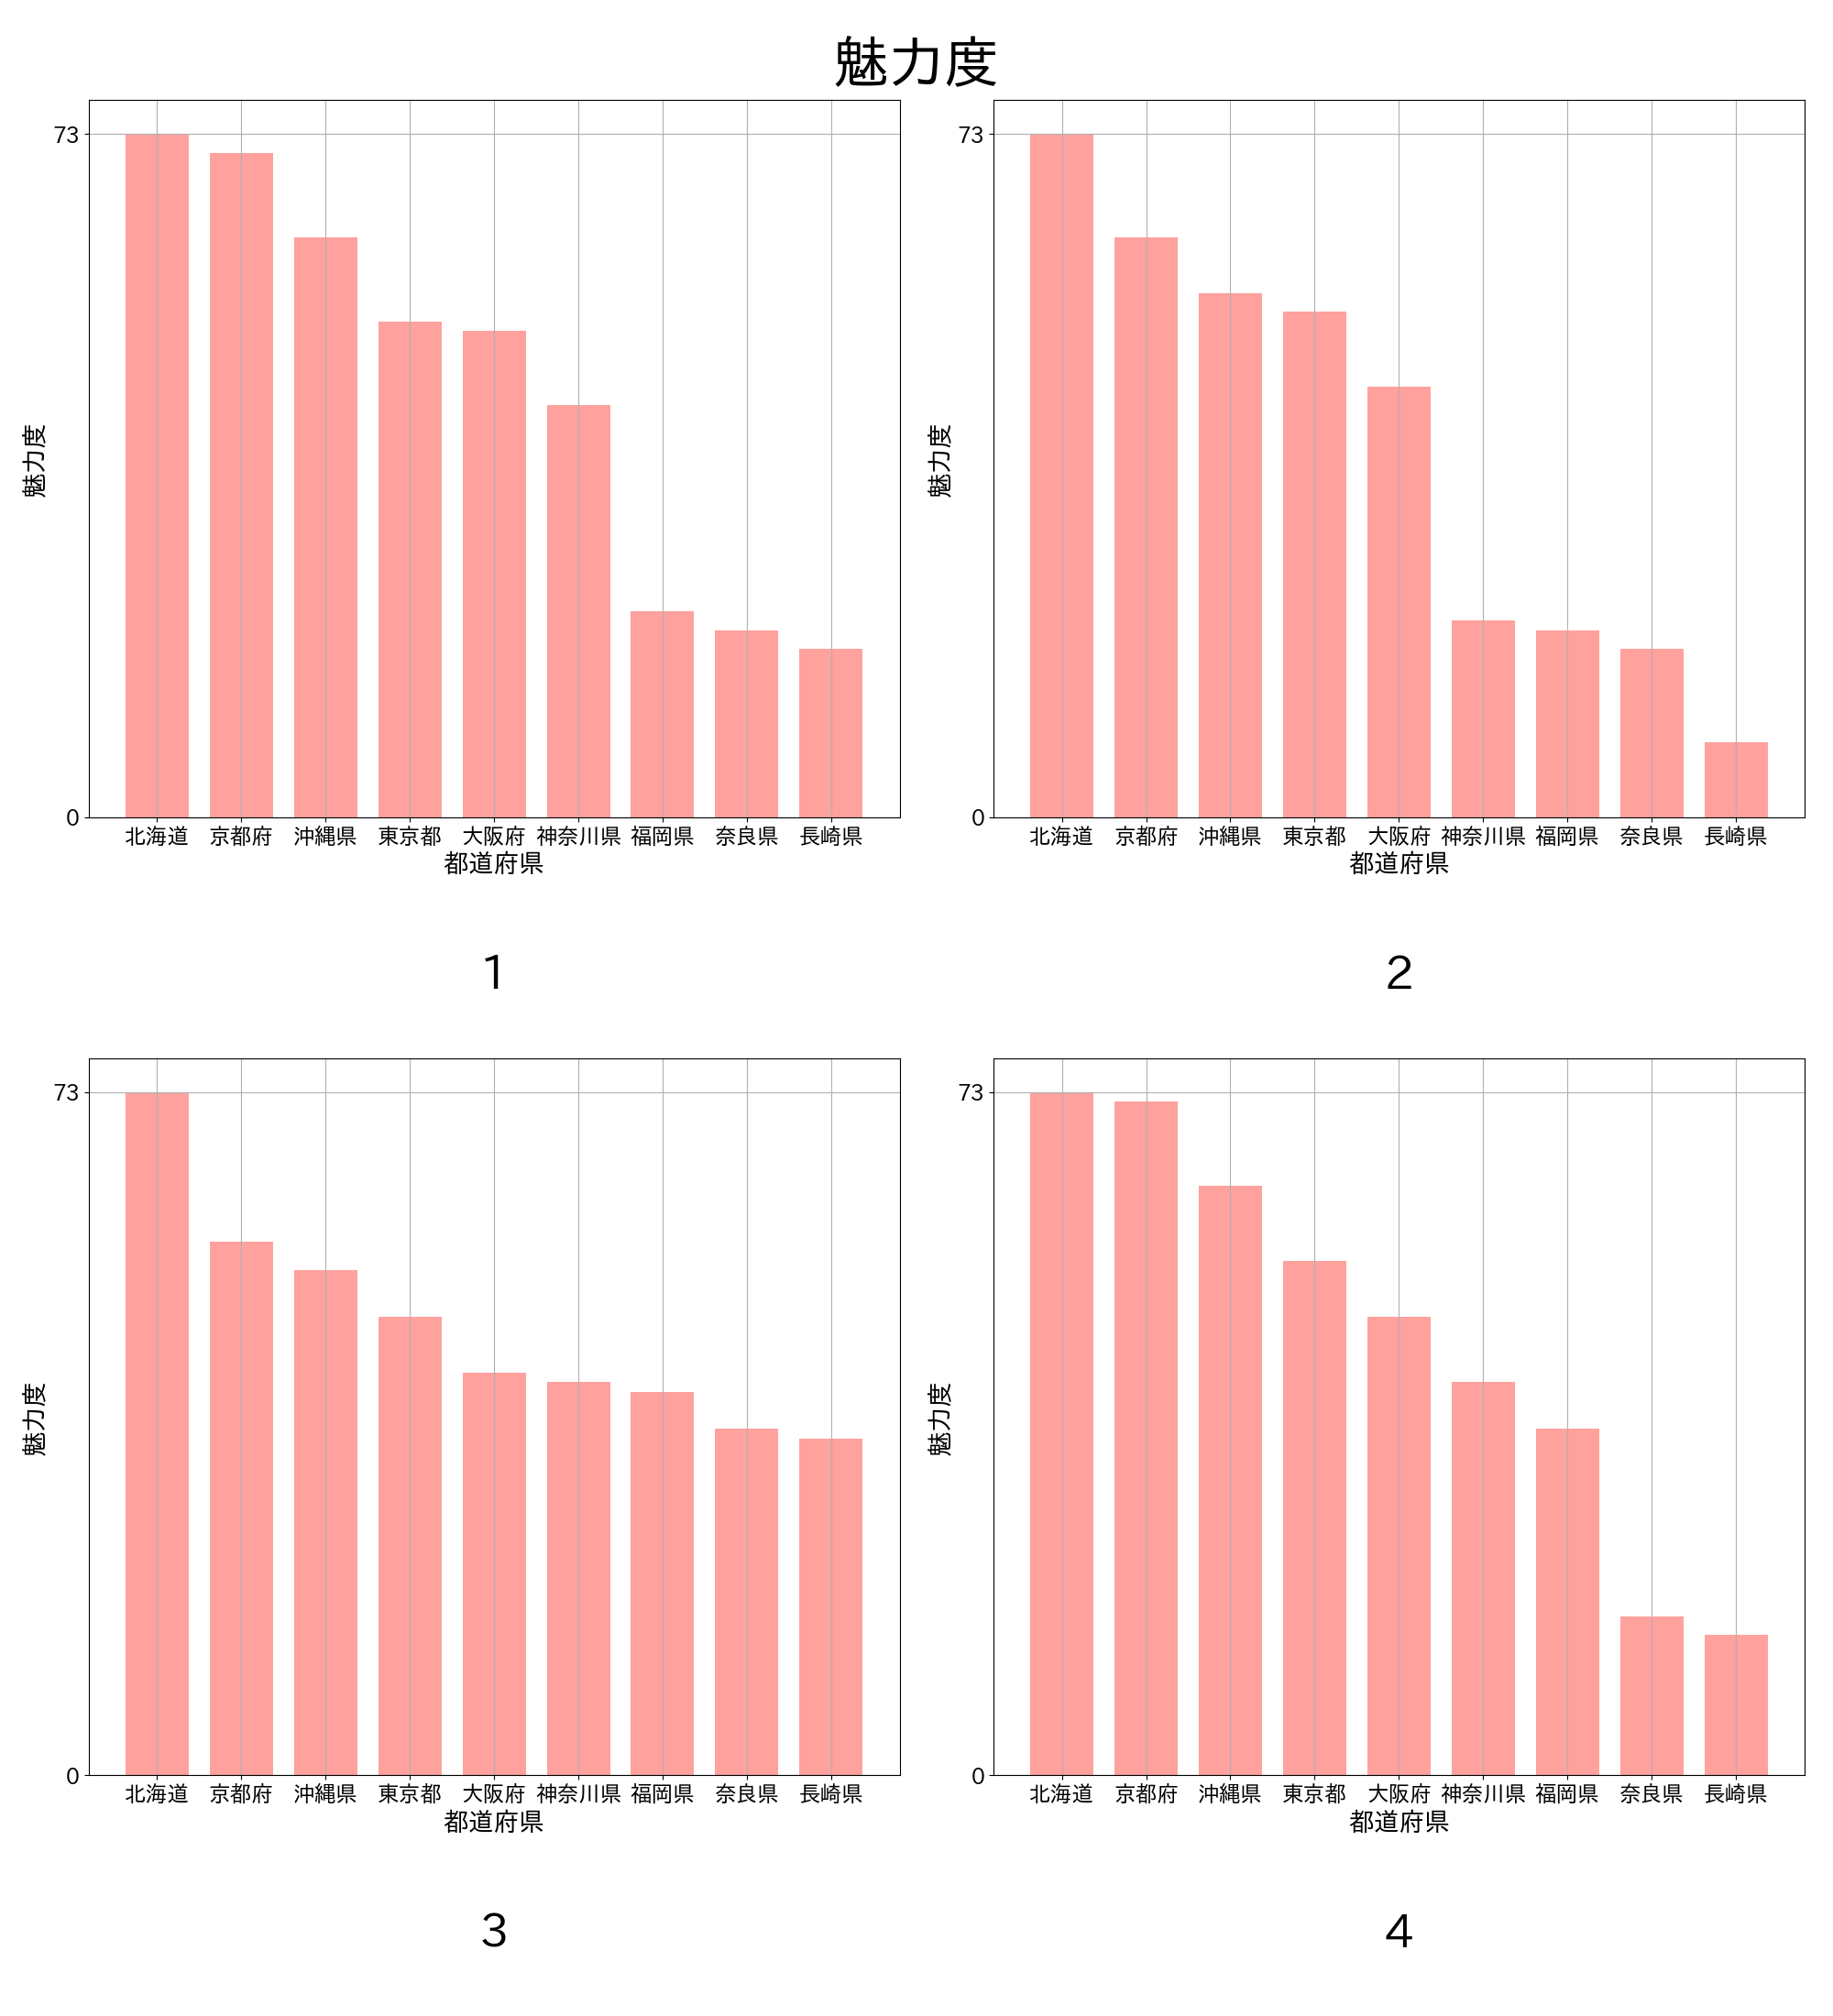 魅力度
73
0
魅力度
北海道 京都府 沖縄県 東京都 大阪府 神奈川県 福岡県 奈良県 長崎県
都道府県
1
73
0
魅力度
北海道 京都府 沖縄県 東京都 大阪府 神奈川県 福岡県 奈良県 長崎県
都道府県
2
73
0
魅力度
北海道 京都府 沖縄県 東京都 大阪府 神奈川県 福岡県 奈良県 長崎県
都道府県
3
73
0
魅力度
北海道 京都府 沖縄県 東京都 大阪府 神奈川県 福岡県 奈良県 長崎県
都道府県
4